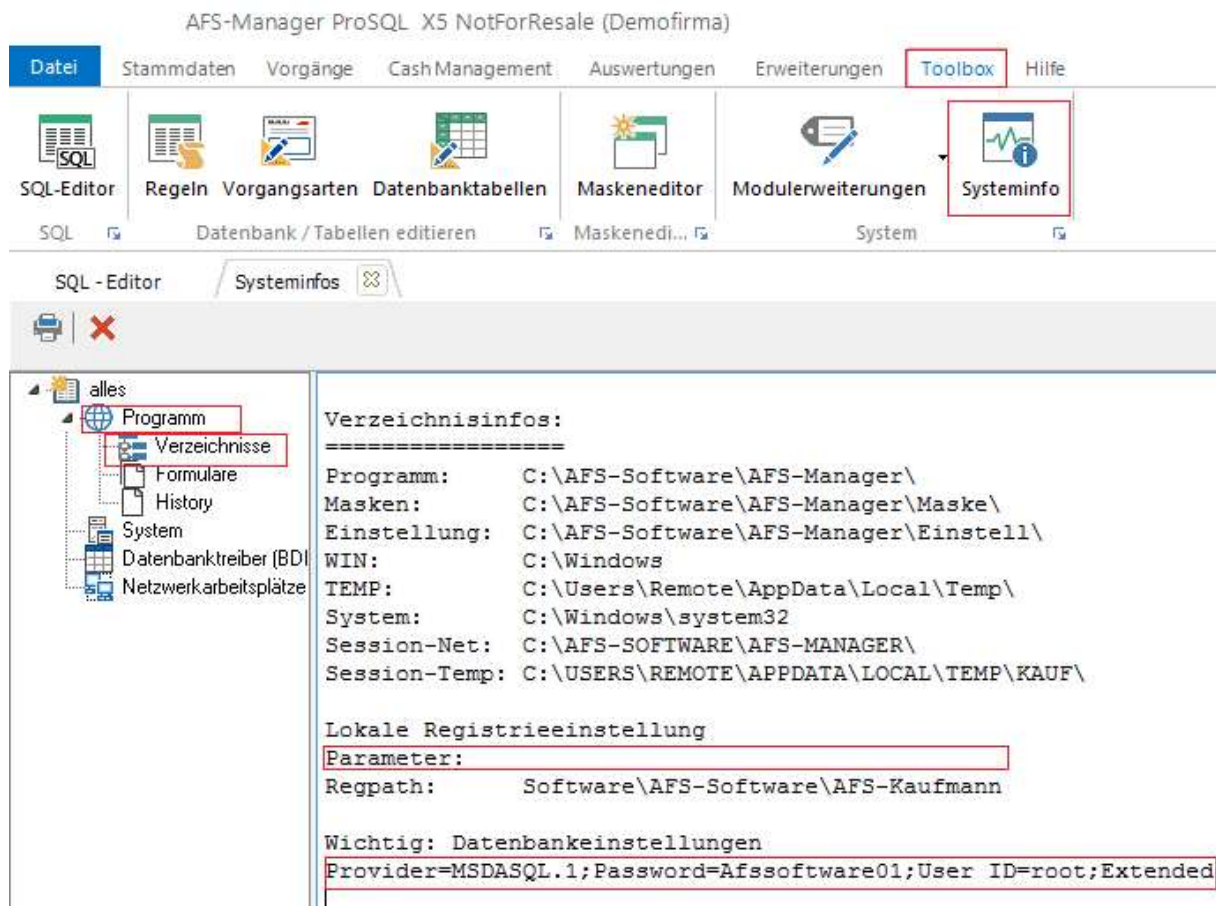 AFS-Manager ProSQL X5 NotForResale (Demofirma)
Datei Stammdaten Vorgänge Cash Management Auswertungen Erweiterungen Toolbox Hilfe
SQL
SQL-Editor Regeln Vorgangsarten Datenbanktabellen Maskeneditor Modulerweiterungen Systeminfo
SQL Datenbank / Tabellen editieren Maskenedi... System
SQL - Editor Systeminfos
alles
Programm
Verzeichnisse
Formulare
History
System
Datenbanktreiber (BDI
Netzwerkarbeitsplätze
Verzeichnisinfos:
=================
Programm: C:\AFS-Software\AFS-Manager\
Masken: C:\AFS-Software\AFS-Manager\Maske\
Einstellung: C:\AFS-Software\AFS-Manager\Einstell\
WIN: C:\Windows
TEMP: C:\Users\Remote\AppData\Local\Temp\
System: C:\Windows\system32
Session-Net: C:\AFS-SOFTWARE\AFS-MANAGER\
Session-Temp: C:\USERS\REMOTE\APPDATA\LOCAL\TEMP\KAUF\
Lokale Registrieeinstellung
Parameter:
Regpath: Software\AFS-Software\AFS-Kaufmann
Wichtig: Datenbankeinstellungen
Provider=MSDASQL.1;Password=Afssoftware01;User ID=root;Extended